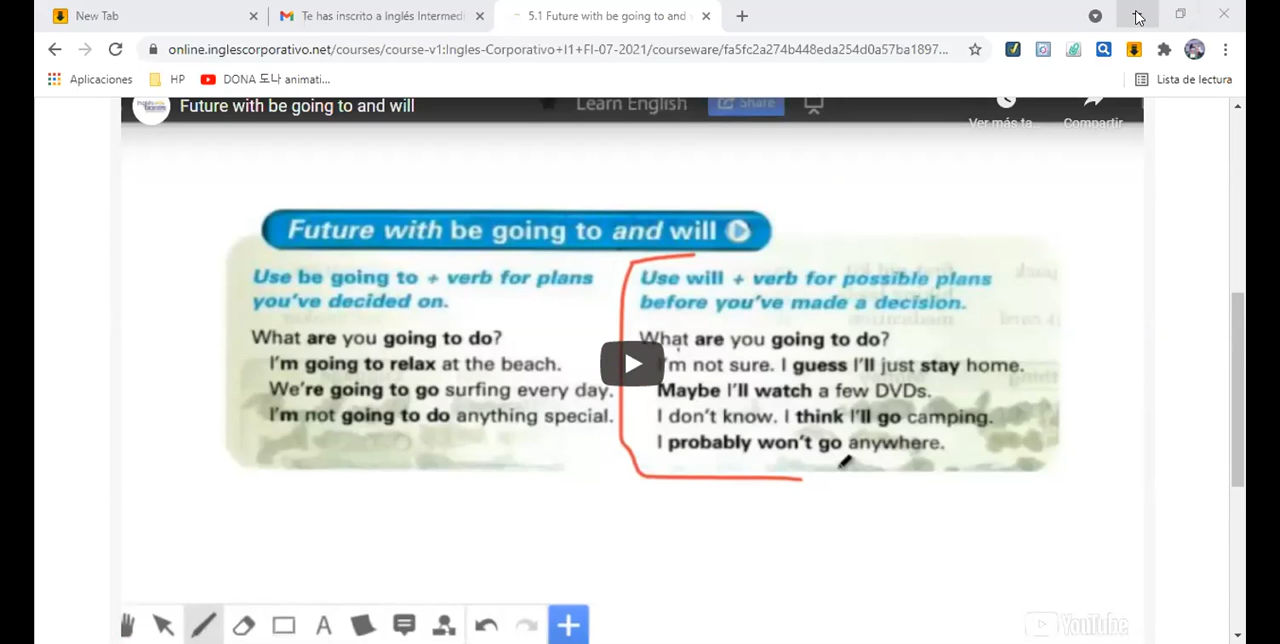 New Tab
Te has inscrito a Inglés Intermedi
5.1 Future with be going to and
online.inglescorporativo.net/courses/course-v1:Ingles-Corporativo+I1+FI-07-2021/courseware/fa5fc2a274b448eda254d0a57ba1897...
Aplicaciones
HP
DONA 도나 animati...
Lista de lectura
Future with be going to and will
Learn English
Share
Ver más ta...
Compartir
Future with be going to and will
Use be going to + verb for plans
you've decided on.
What are you going to do?
I'm going to relax at the beach.
We're going to go surfing every day.
I'm not going to do anything special.
Use will + verb for possible plans
before you've made a decision.
What are you going to do?
I'm not sure. I guess I'll just stay home.
Maybe I'll watch a few DVDs.
I don't know. I think I'll go camping.
I probably won't go anywhere.
A
YouTube